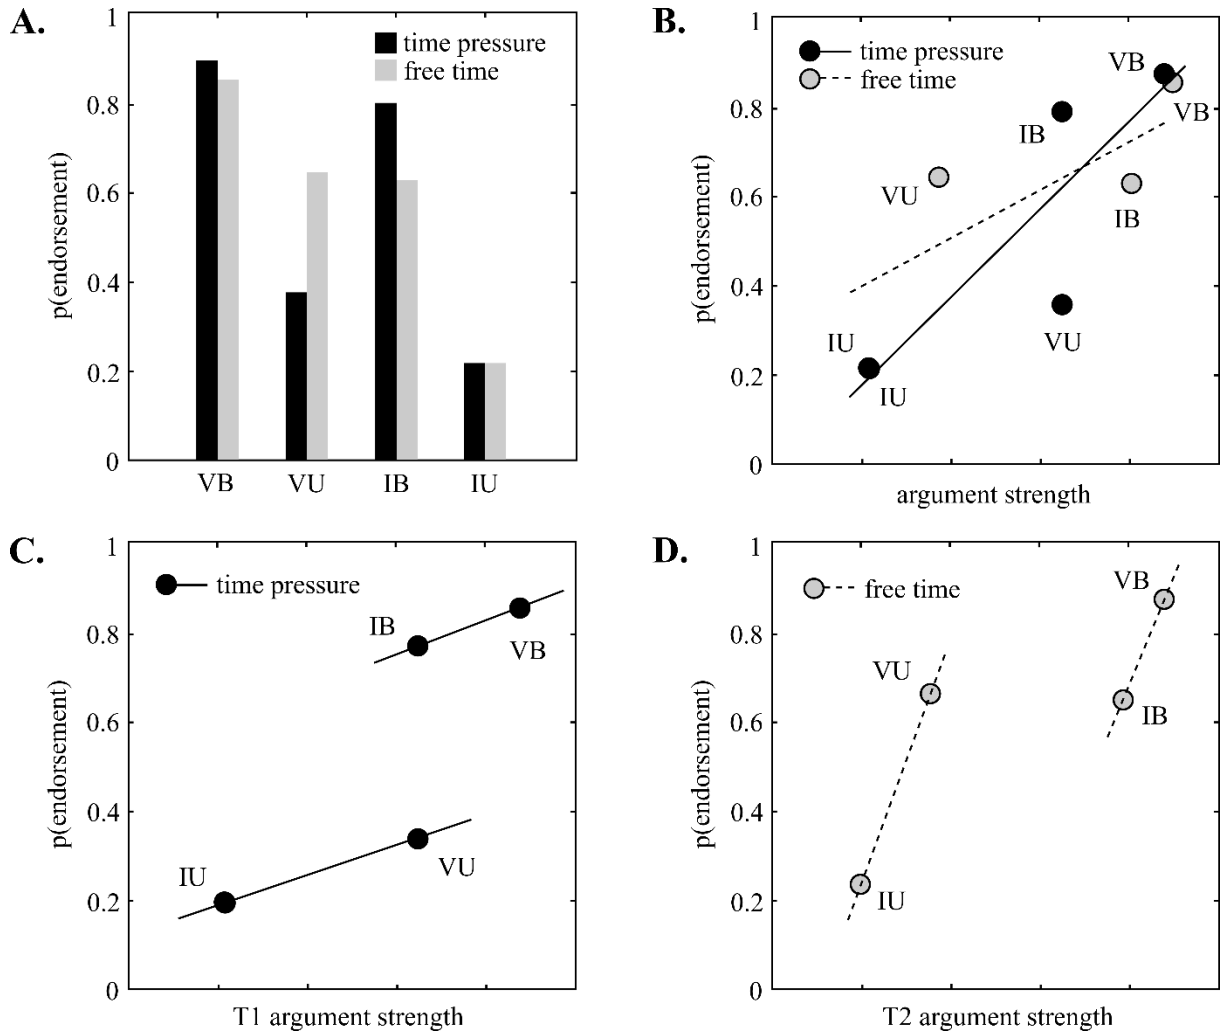 A.
1
0.8
0.6
0.4
0.2
0
p(endorsement)
time pressure
free time
VB VU IB IU
B.
1
0.8
0.6
0.4
0.2
0
p(endorsement)
time pressure
free time
VB
VB
IB
IB
VU
VU
IU
IU
argument strength
C.
1
0.8
0.6
0.4
0.2
0
p(endorsement)
time pressure
IB
VB
IU
VU
T1 argument strength
D.
1
0.8
0.6
0.4
0.2
0
p(endorsement)
free time
VB
VU
IB
IU
T2 argument strength